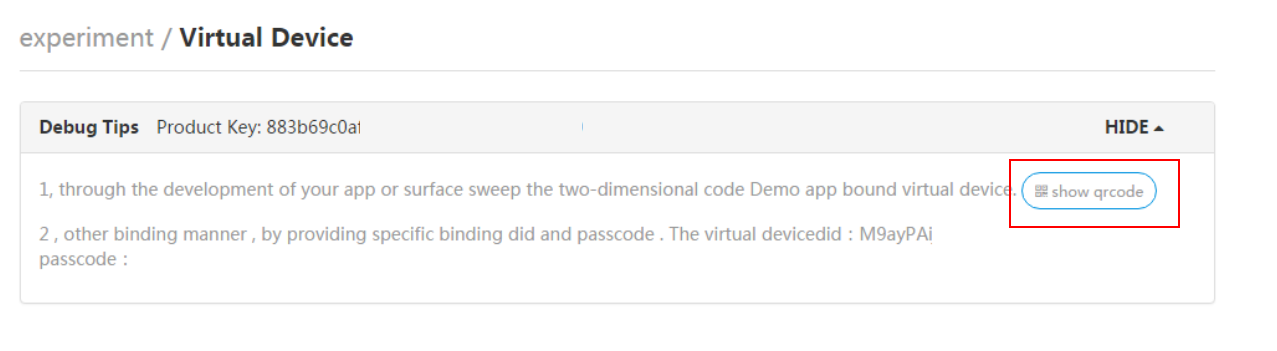 experiment / Virtual Device
Debug Tips Product Key: 883b69c0af HIDE
1, through the development of your app or surface sweep the two-dimensional code Demo app bound virtual device. show qrcode
2 , other binding manner , by providing specific binding did and passcode . The virtual devicedid : M9ayPAj
passcode :